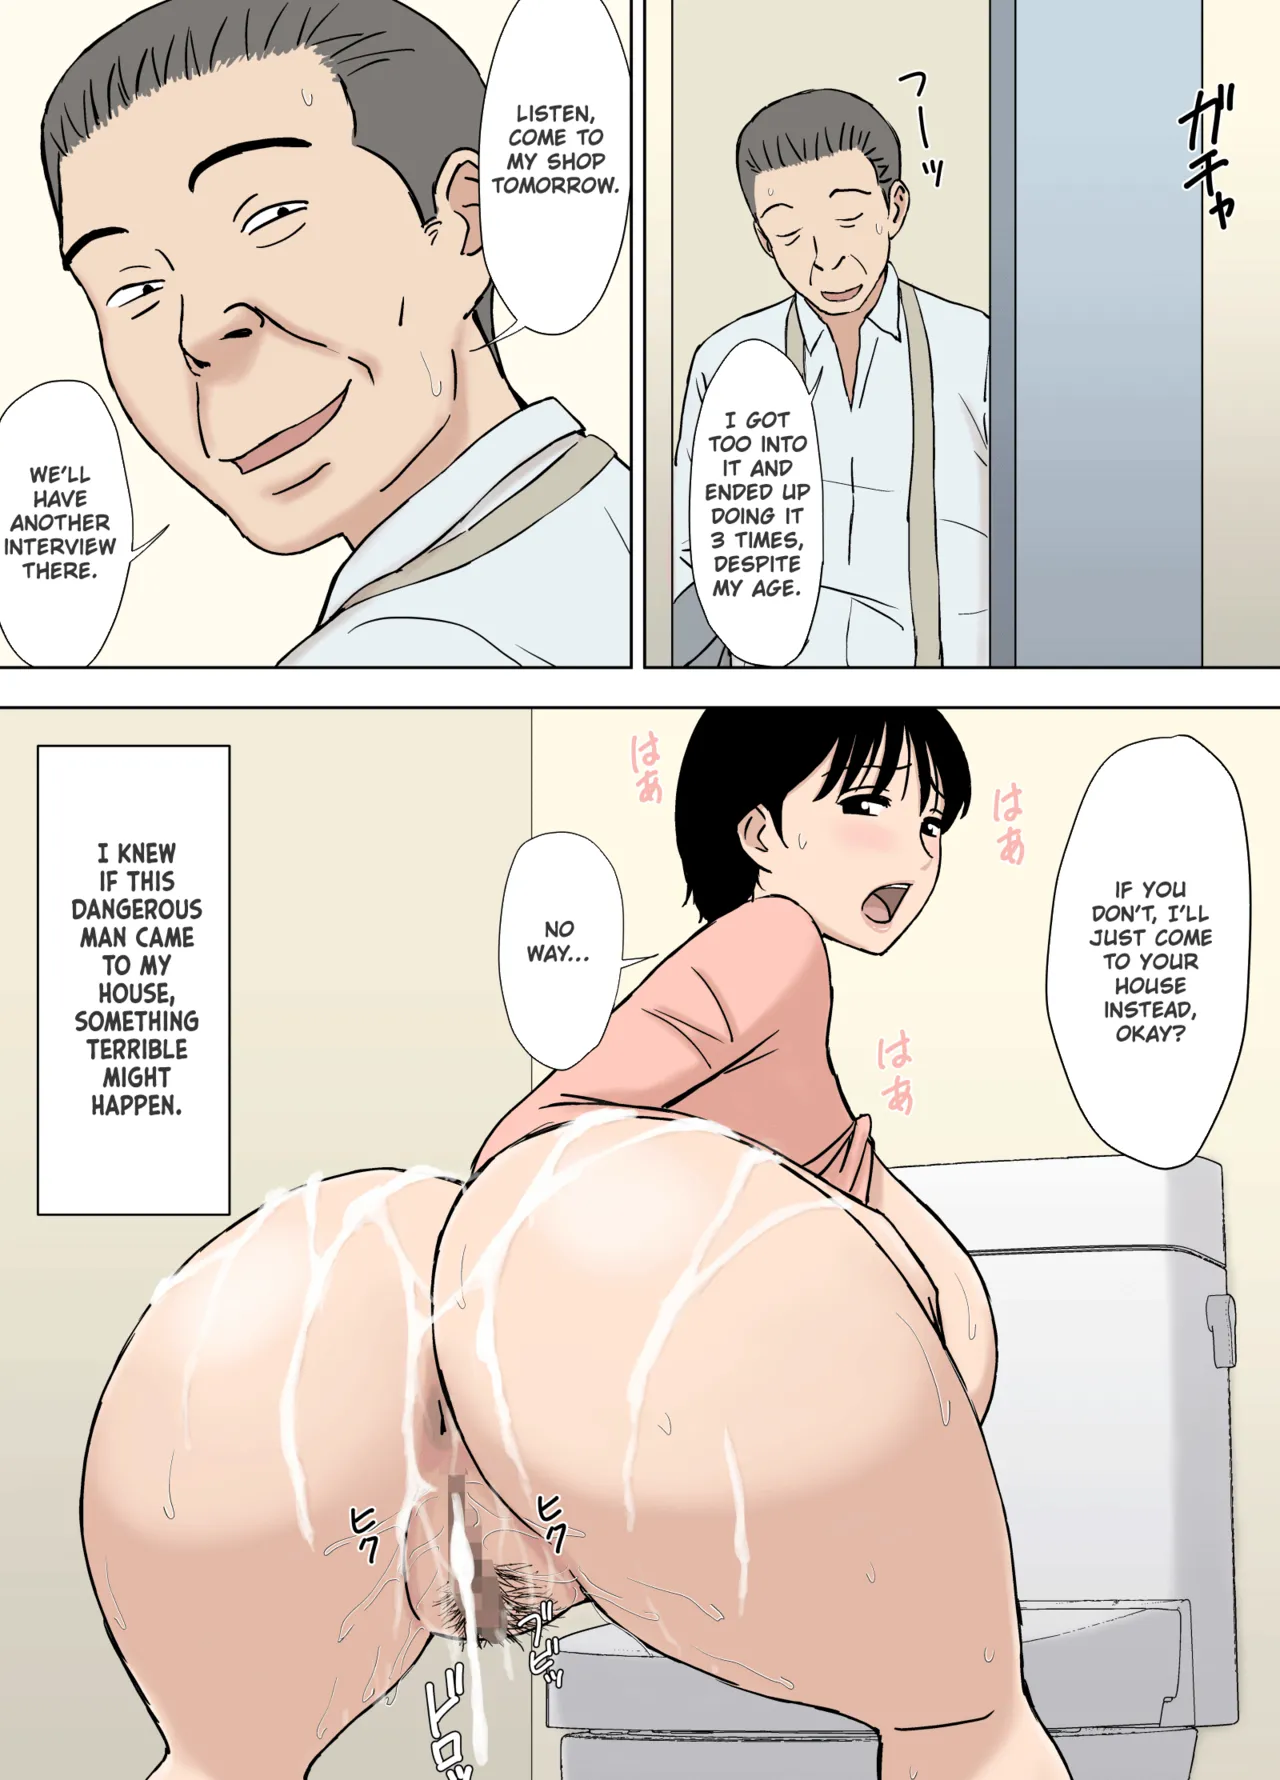 ガチャ
フーッ
I GOT
TOO INTO
IT AND
ENDED UP
DOING IT
3 TIMES,
DESPITE
MY AGE.
LISTEN,
COME TO
MY SHOP
TOMORROW.
WE'LL
HAVE
ANOTHER
INTERVIEW
THERE.
IF YOU
DON'T, I'LL
JUST COME
TO YOUR
HOUSE
INSTEAD,
OKAY?
はあ
はあ
はあ
NO
WAY...
I KNEW
IF THIS
DANGEROUS
MAN CAME
TO MY
HOUSE,
SOMETHING
TERRIBLE
MIGHT
HAPPEN.
ヒク
ヒク
ブビビッ
ドロ